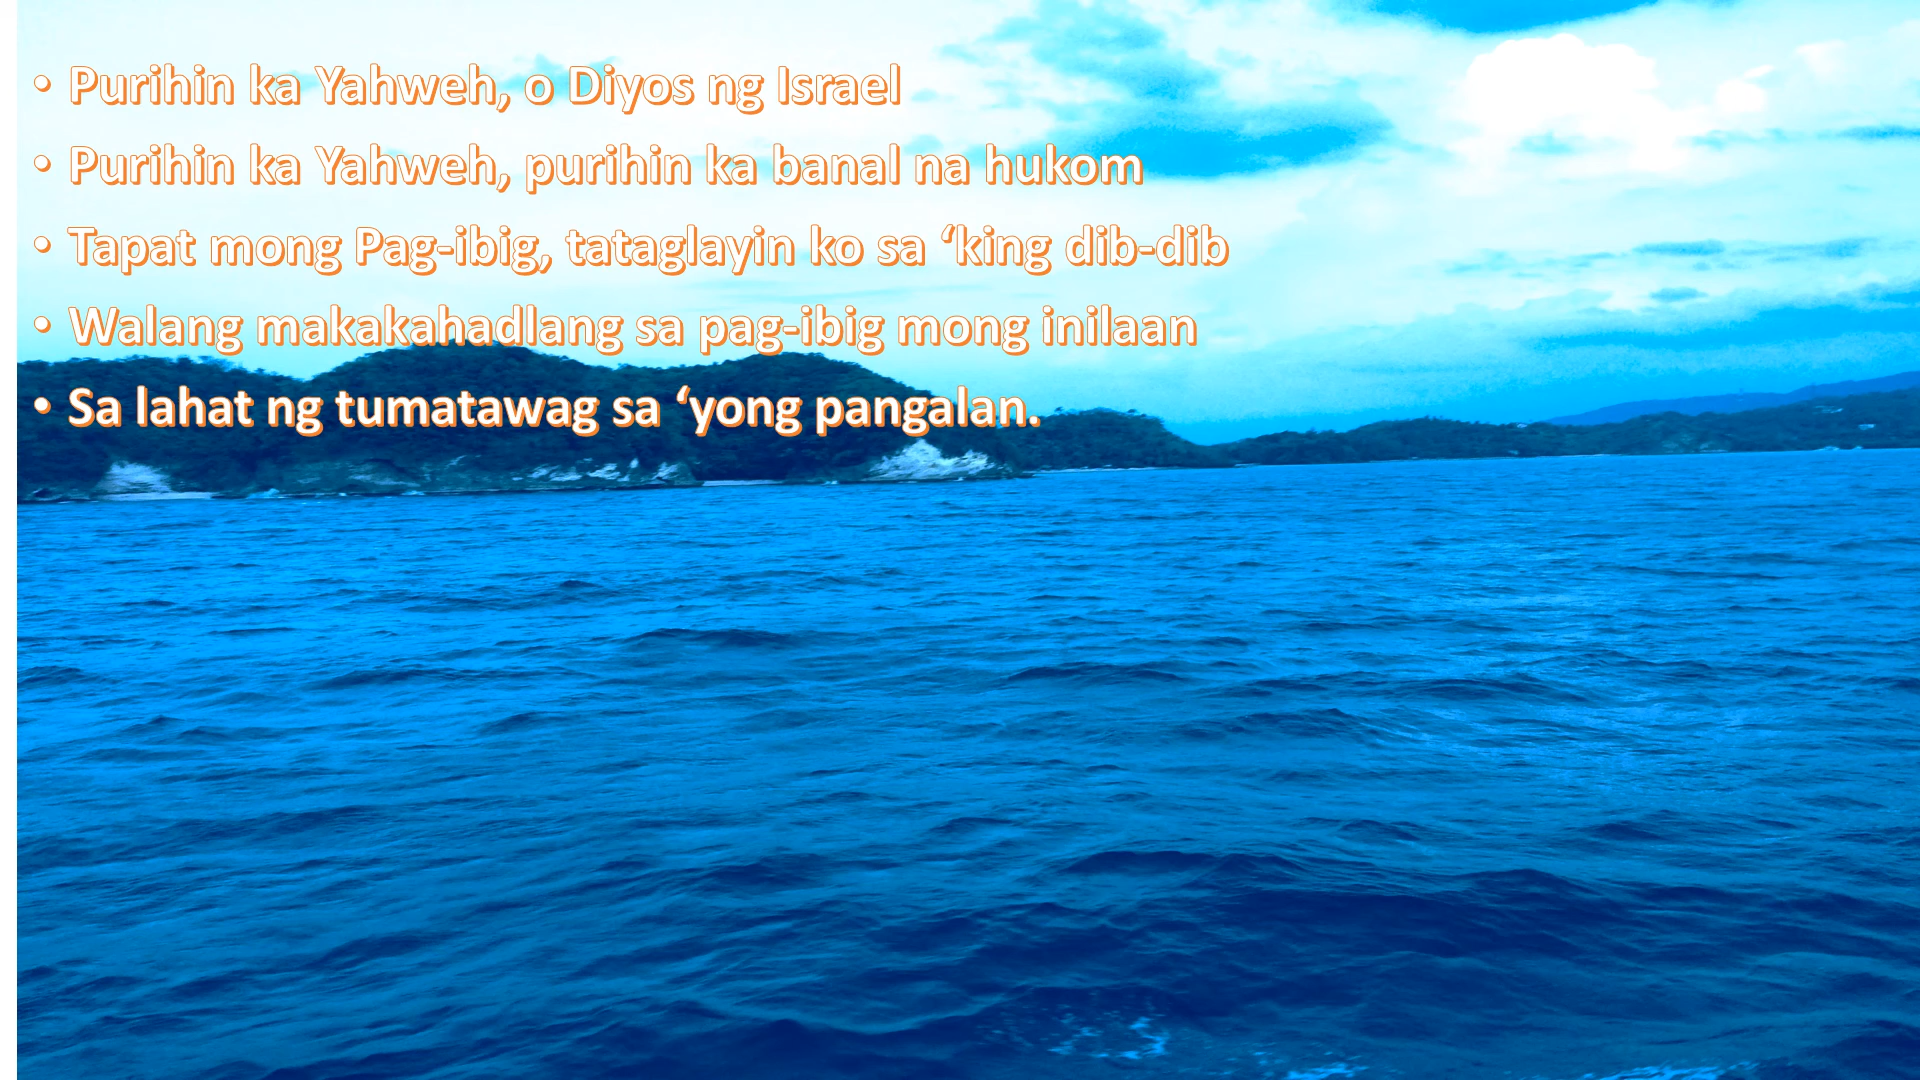 • Purihin ka Yahweh, o Diyos ng Israel
• Purihin ka Yahweh, purihin ka banal na hukom
• Tapat mong Pag-ibig, tataglayin ko sa ‘king dib-dib
• Walang makakahadlang sa pag-ibig mong inilaan
• Sa lahat ng tumatawag sa ‘yong pangalan.